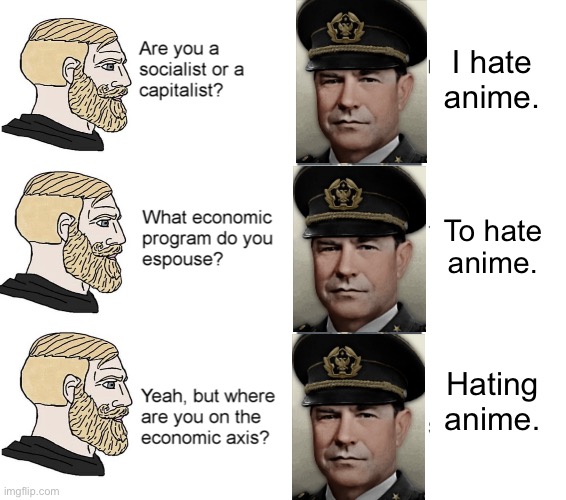 Are you a
socialist or a
capitalist?
I hate
anime.
What economic
program do you
espouse?
To hate
anime.
Yeah, but where
are you on the
economic axis?
Hating
anime.
imgflip.com